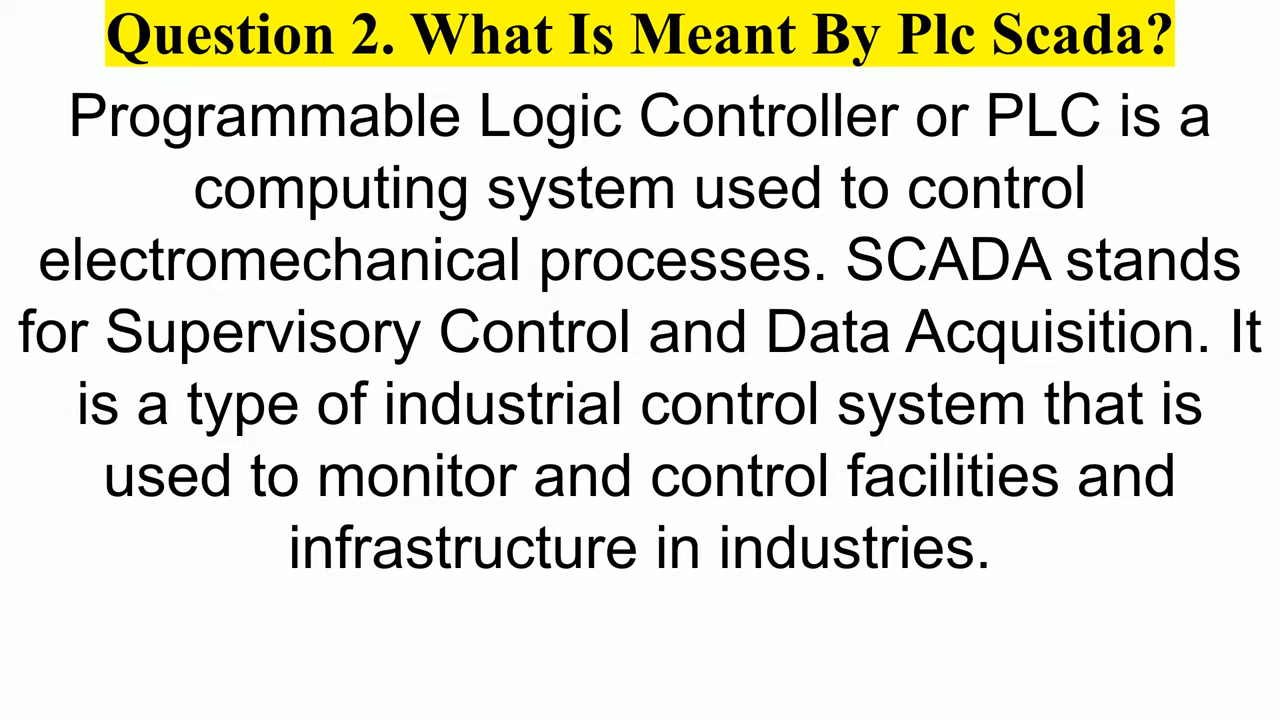 Question 2. What Is Meant By Plc Scada?
Programmable Logic Controller or PLC is a
computing system used to control
electromechanical processes. SCADA stands
for Supervisory Control and Data Acquisition. It
is a type of industrial control system that is
used to monitor and control facilities and
infrastructure in industries.